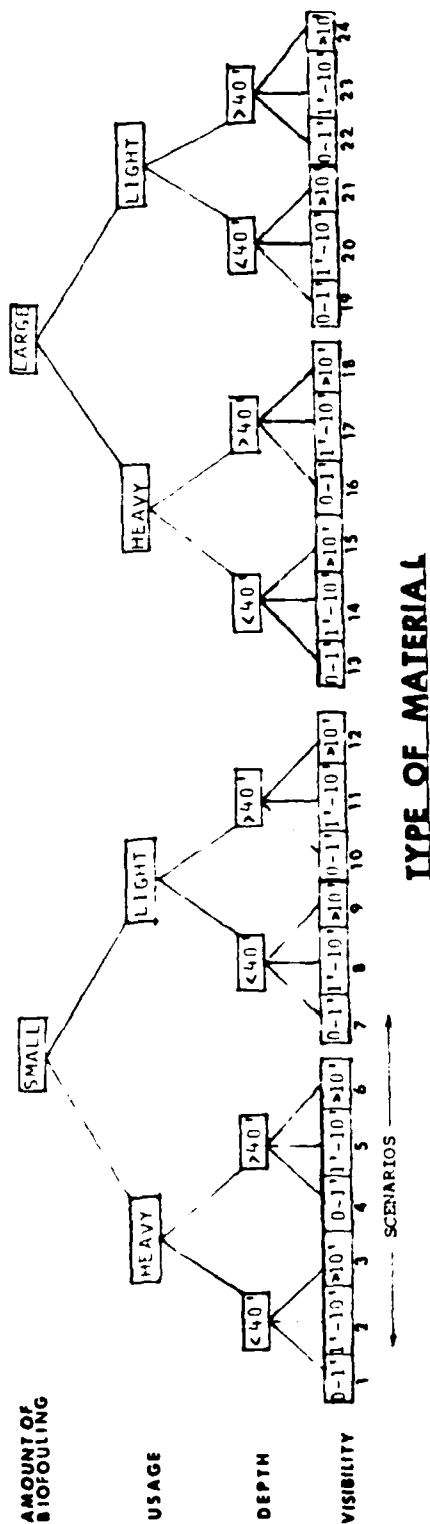 AMOUNT OF
BIOFOULING
SMALL
LARGE
USAGE
HEAVY
LIGHT
HEAVY
LIGHT
DEPTH
<40'
>40'
<40'
>40'
<40'
>40'
<40'
>40'
VISIBILITY
0-1' 1'-10' >10' 0-1' 1'-10' >10' 0-1' 1'-10' >10' 0-1' 1'-10' >10' 0-1' 1'-10' >10' 0-1' 1'-10' >10' 0-1' 1'-10' >10' 0-1' 1'-10' >10'
1 2 3 4 5 6 7 8 9 10 11 12 13 14 15 16 17 18 19 20 21 22 23 24
SCENARIOS
TYPE OF MATERIAL